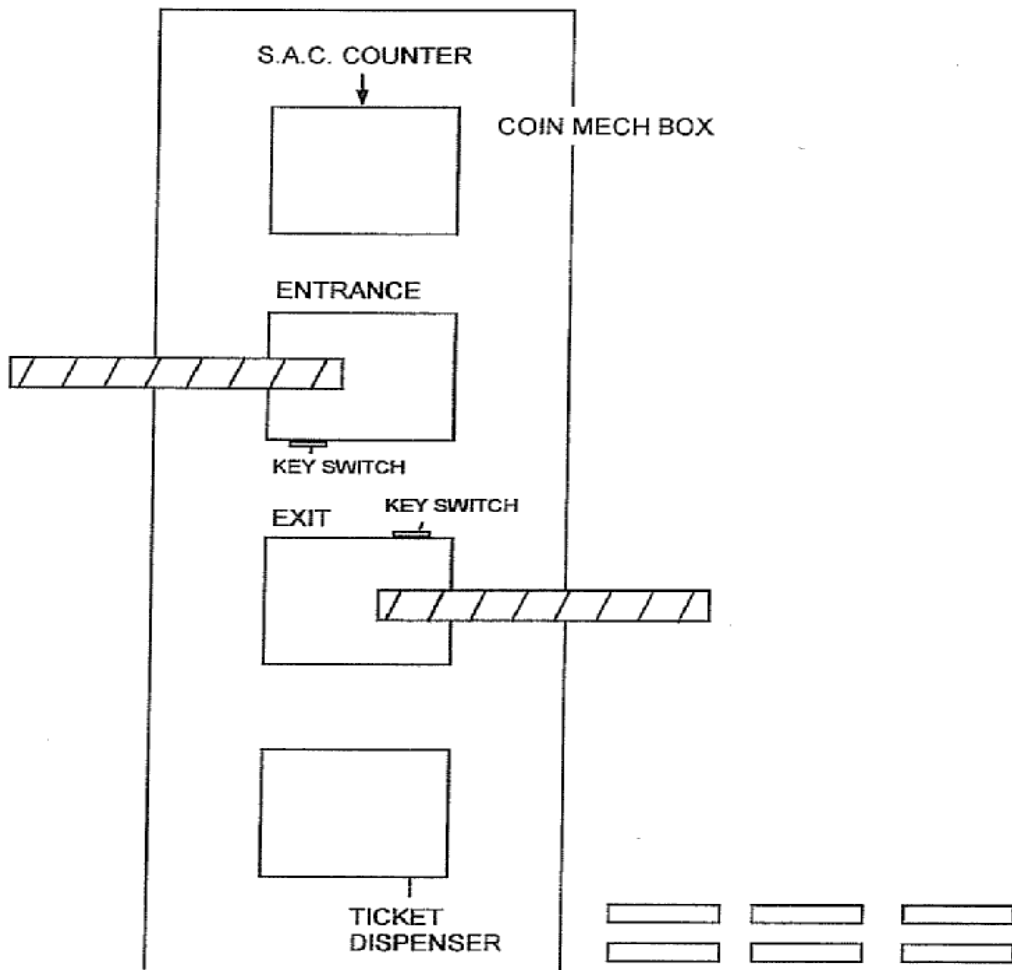 S.A.C. COUNTER
COIN MECH BOX
ENTRANCE
KEY SWITCH
KEY SWITCH
EXIT
TICKET
DISPENSER